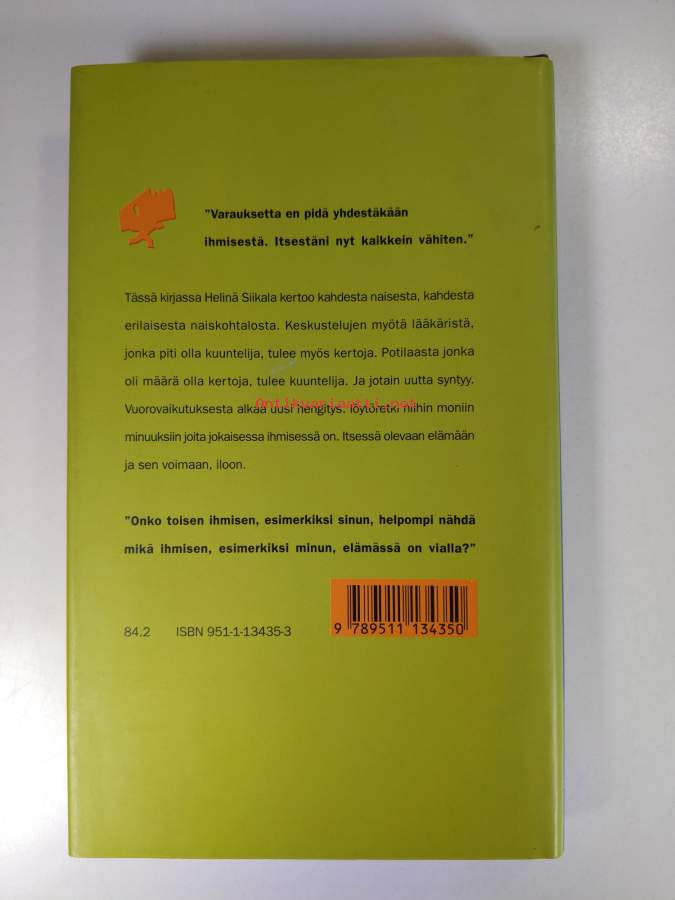 "Varauksetta en pidä yhdestäkään
ihmisestä. Itsestäni nyt kaikkein vähiten."
Tässä kirjassa Helinä Siikala kertoo kahdesta naisesta, kahdesta
erilaisesta naiskohtalosta. Keskustelujen myötä lääkäristä,
jonka piti olla kuuntelija, tulee myös kertoja. Potilaasta jonka
oli määrä olla kertoja, tulee kuuntelija. Ja jotain uutta syntyy.
Antikvariaatti.net
Vuorovaikutuksesta alkaa uusi hengitys. löytöretki niihin moniin
minuuksiin joita jokaisessa ihmisessä on. Itsessä olevaan elämään
ja sen voimaan, iloon.
"Onko toisen ihmisen, esimerkiksi sinun, helpompi nähdä
mikä ihmisen, esimerkiksi minun, elämässä on vialla?"
84.2 ISBN 951-1-13435-3
9 789511 134350